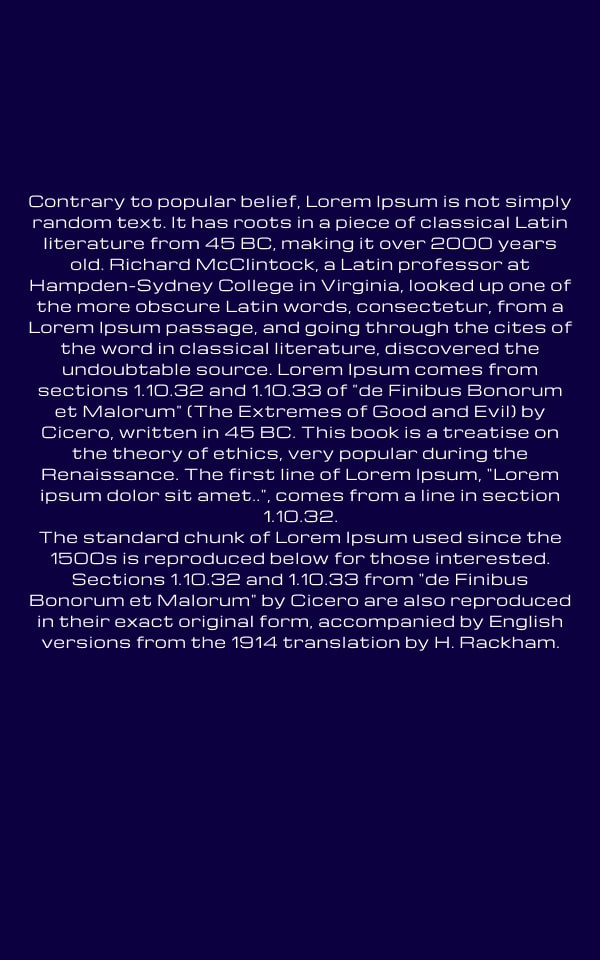 Contrary to popular belief, Lorem Ipsum is not simply
random text. It has roots in a piece of classical Latin
literature from 45 BC, making it over 2000 years
old. Richard McClintock, a Latin professor at
Hampden-Sydney College in Virginia, looked up one of
the more obscure Latin words, consectetur, from a
Lorem Ipsum passage, and going through the cites of
the word in classical literature, discovered the
undoubtable source. Lorem Ipsum comes from
sections 1.10.32 and 1.10.33 of "de Finibus Bonorum
et Malorum" (The Extremes of Good and Evil) by
Cicero, written in 45 BC. This book is a treatise on
the theory of ethics, very popular during the
Renaissance. The first line of Lorem Ipsum, "Lorem
ipsum dolor sit amet..", comes from a line in section
1.10.32.
The standard chunk of Lorem Ipsum used since the
1500s is reproduced below for those interested.
Sections 1.10.32 and 1.10.33 from "de Finibus
Bonorum et Malorum" by Cicero are also reproduced
in their exact original form, accompanied by English
versions from the 1914 translation by H. Rackham.